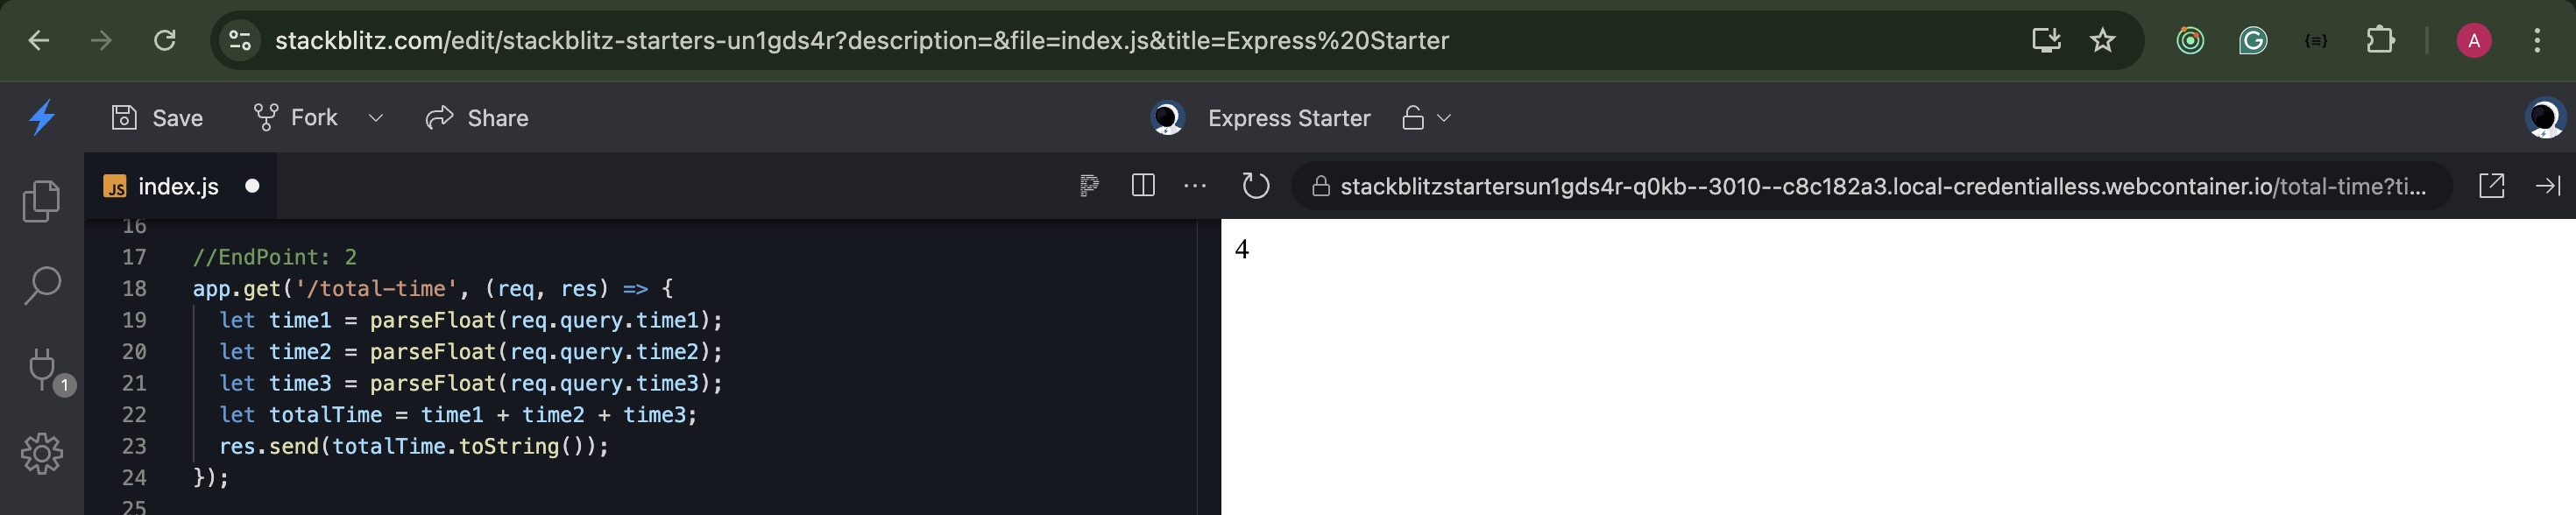 stackblitz.com/edit/stackblitz-starters-un1gds4r?description=&file=index.js&title=Express%20Starter
A
Save
Fork
Share
Express Starter
JS index.js
stackblitzstartersun1gds4r-q0kb--3010--c8c182a3.local-credentialless.webcontainer.io/total-time?ti...
16
17 //EndPoint: 2
18 app.get('/total-time', (req, res) => {
19 let time1 = parseFloat(req.query.time1);
20 let time2 = parseFloat(req.query.time2);
21 let time3 = parseFloat(req.query.time3);
22 let totalTime = time1 + time2 + time3;
23 res.send(totalTime.toString());
24 });
25
1
4